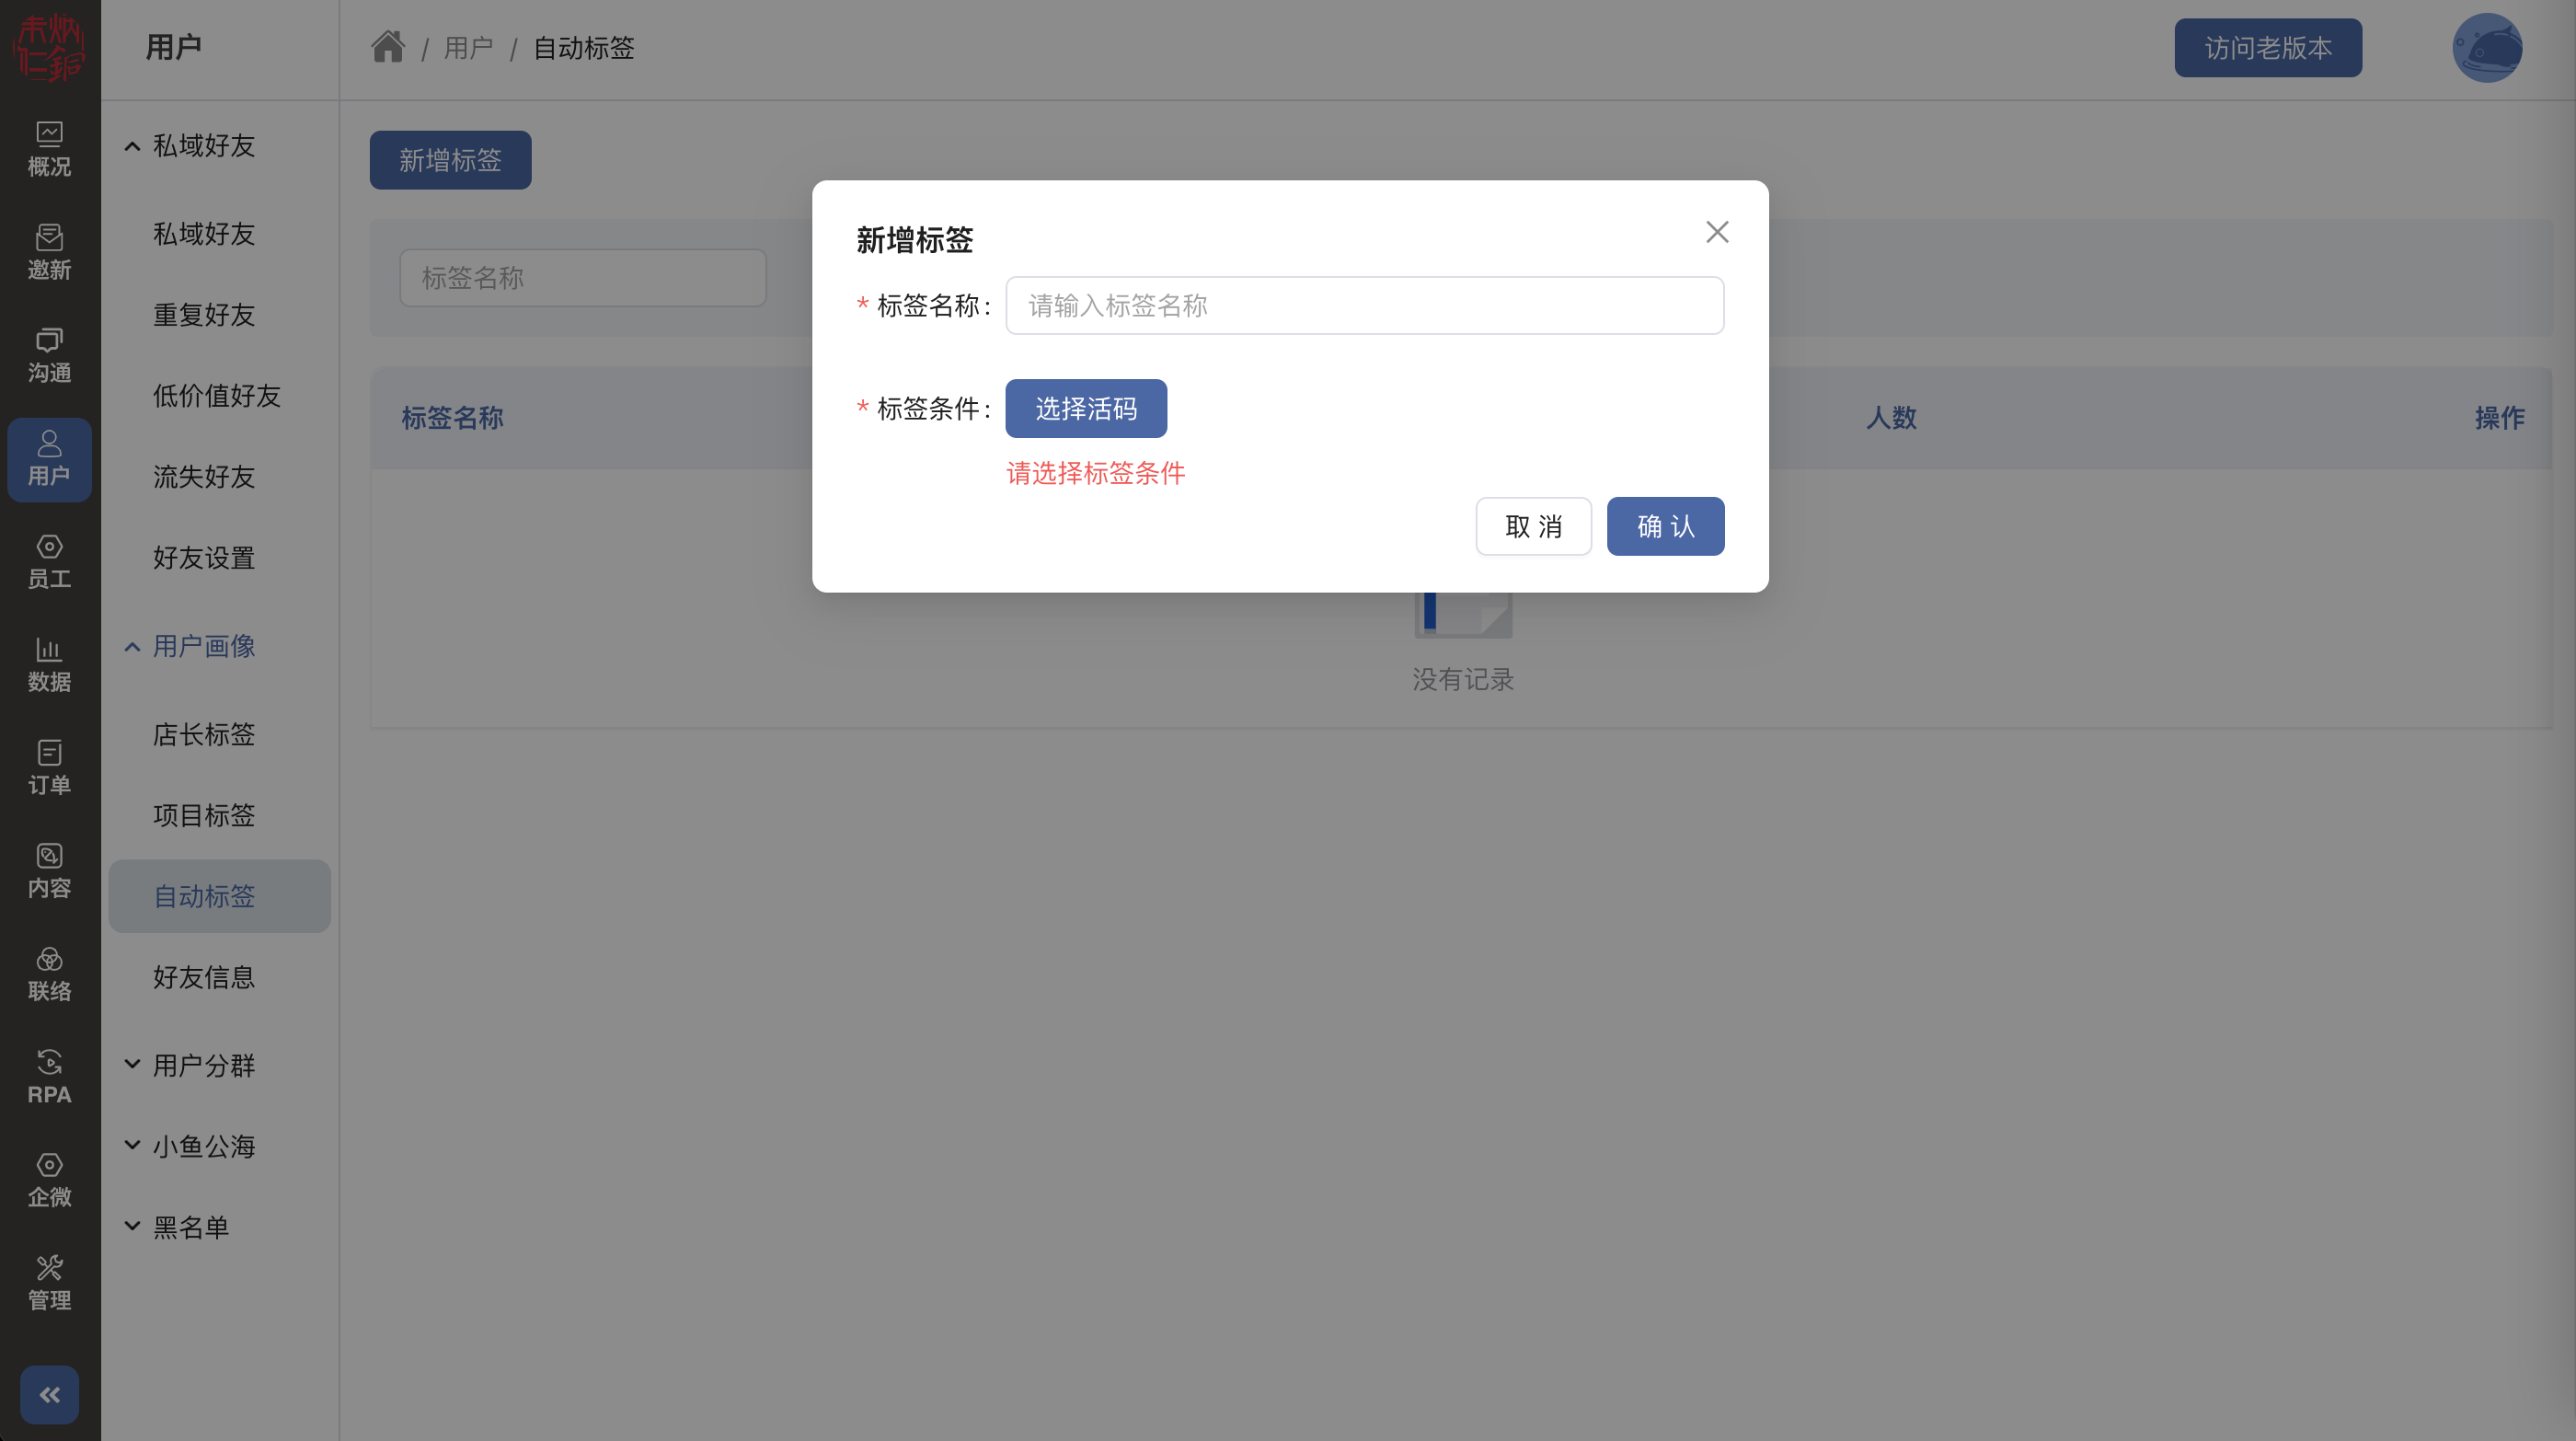 未炳
仁銅
概况
邀新
沟通
用户
员工
数据
订单
内容
联络
RPA
企微
管理
用户
私域好友
私域好友
重复好友
低价值好友
流失好友
好友设置
用户画像
店长标签
项目标签
自动标签
好友信息
用户分群
小鱼公海
黑名单
/ 用户 / 自动标签
访问老版本
新增标签
标签名称
标签名称 人数 操作
没有记录
新增标签
* 标签名称: 请输入标签名称
* 标签条件: 选择活码
请选择标签条件
取 消 确 认